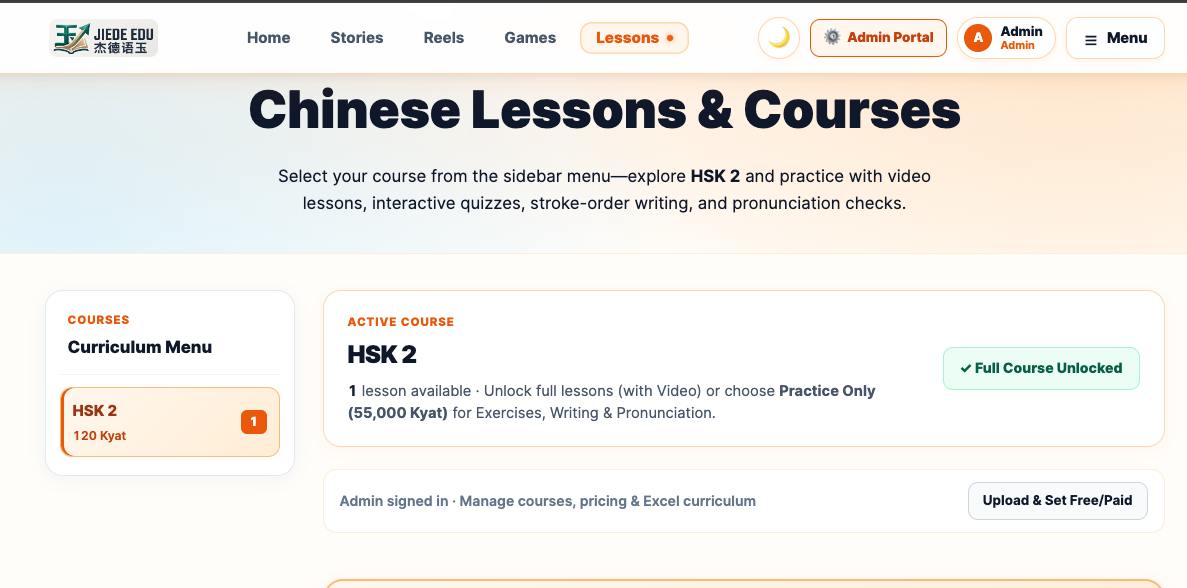 JIEDE EDU
杰德语玉
Home
Stories
Reels
Games
Lessons
Admin Portal
A
Admin
Admin
Menu
Chinese Lessons & Courses
Select your course from the sidebar menu—explore HSK 2 and practice with video
lessons, interactive quizzes, stroke-order writing, and pronunciation checks.
COURSES
Curriculum Menu
HSK 2
120 Kyat
1
ACTIVE COURSE
HSK 2
1 lesson available · Unlock full lessons (with Video) or choose Practice Only
(55,000 Kyat) for Exercises, Writing & Pronunciation.
✓ Full Course Unlocked
Admin signed in · Manage courses, pricing & Excel curriculum
Upload & Set Free/Paid